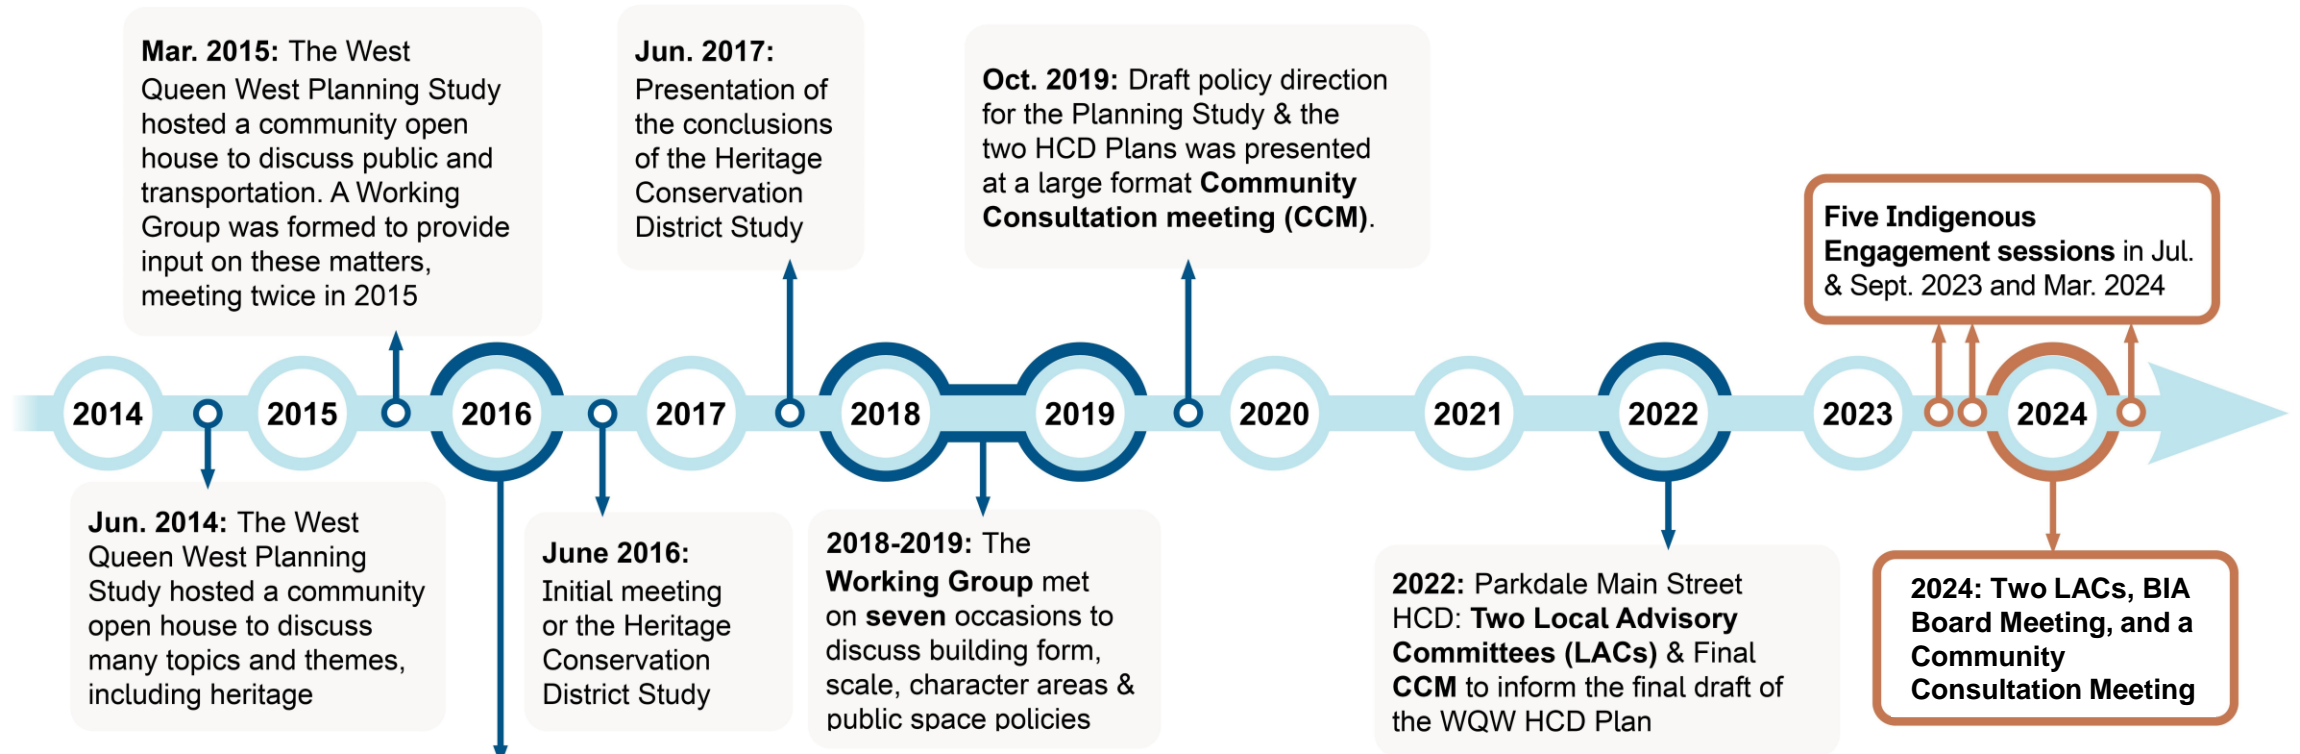 Mar. 2015: The West
Queen West Planning Study
hosted a community open
house to discuss public and
transportation. A Working
Group was formed to provide
input on these matters,
meeting twice in 2015
Jun. 2017:
Presentation of
the conclusions
of the Heritage
Conservation
District Study
Oct. 2019: Draft policy direction
for the Planning Study & the
two HCD Plans was presented
at a large format Community
Consultation meeting (CCM).
Five Indigenous
Engagement sessions in Jul.
& Sept. 2023 and Mar. 2024
2014
2015
2016
2017
2018
2019
2020
2021
2022
2023
2024
Jun. 2014: The West
Queen West Planning
Study hosted a community
open house to discuss
many topics and themes,
including heritage
June 2016:
Initial meeting
or the Heritage
Conservation
District Study
2018-2019: The
Working Group met
on seven occasions to
discuss building form,
scale, character areas &
public space policies
2022: Parkdale Main Street
HCD: Two Local Advisory
Committees (LACs) & Final
CCM to inform the final draft of
the WQW HCD Plan
2024: Two LACs, BIA
Board Meeting, and a
Community
Consultation Meeting